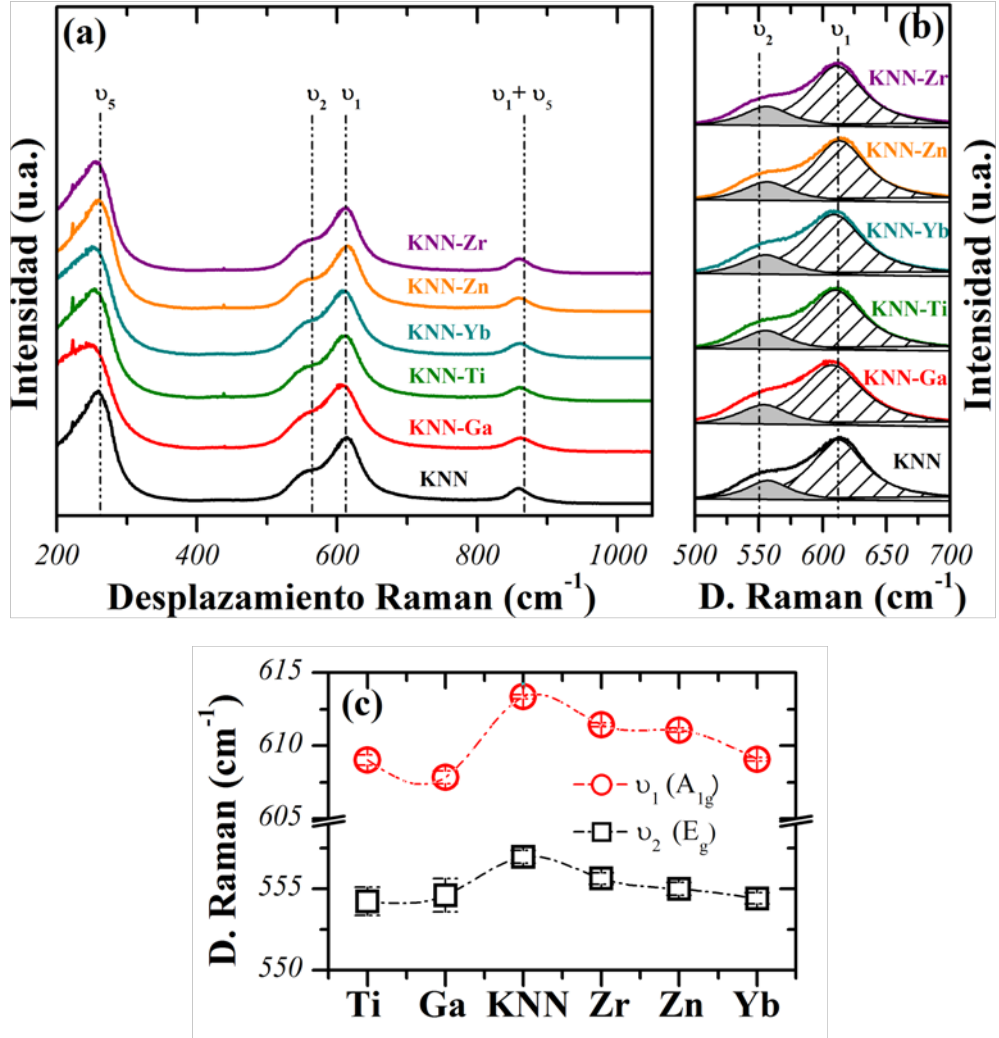 (a)
υ5
υ2 υ1
υ1+ υ5
KNN-Zr
KNN-Zn
KNN-Yb
KNN-Ti
KNN-Ga
KNN
200 400 600 800 1000
Desplazamiento Raman (cm-1)
Intensidad (u.a.)
(b)
υ2 υ1
KNN-Zr
KNN-Zn
KNN-Yb
KNN-Ti
KNN-Ga
KNN
500 550 600 650 700
D. Raman (cm-1)
Intensidad (u.a.)
(c)
615
610
605
555
550
D. Raman (cm-1)
υ1 (A1g)
υ2 (Eg)
Ti Ga KNN Zr Zn Yb